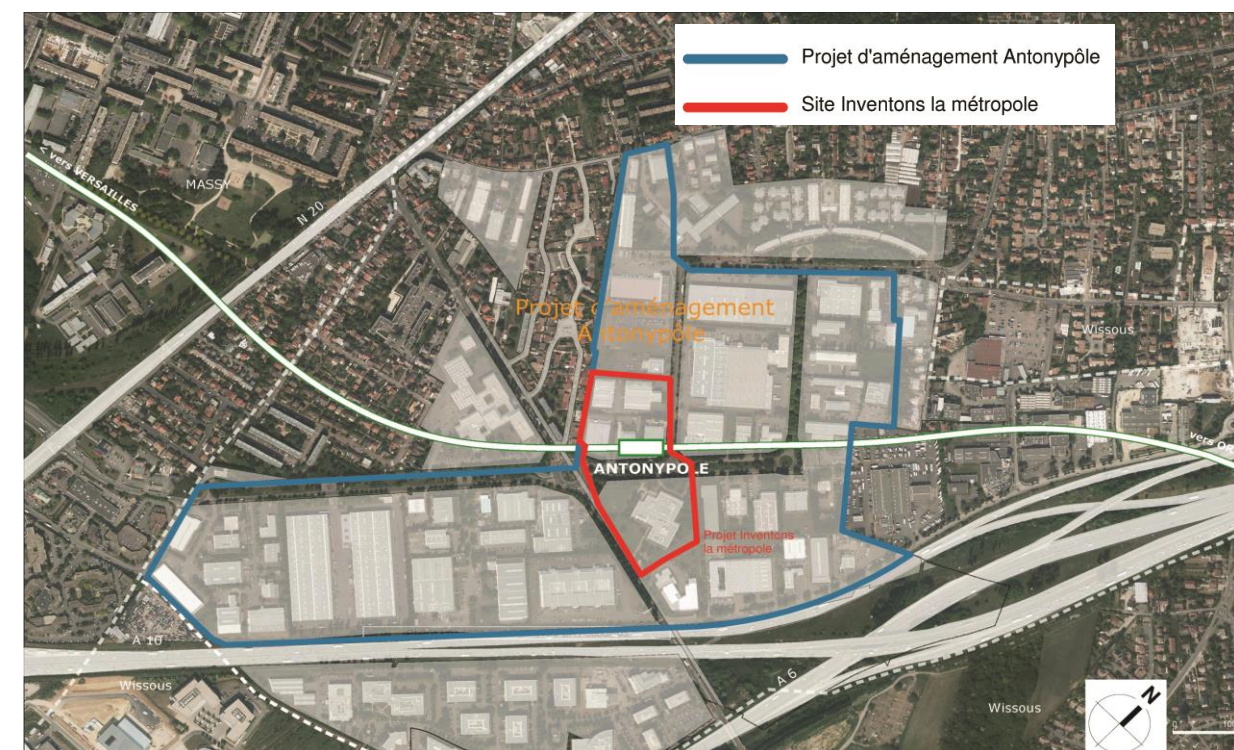 Projet d'aménagement Antonypôle
Site Inventons la métropole
< vers VERSAILLES
MASSY
N 20
Projet d'aménagement
Antonypôle
Wissous
vers OR
ANTONYPOLE
Projet Inventons
la métropole
A 10
Wissous
A 6
Wissous
N
0